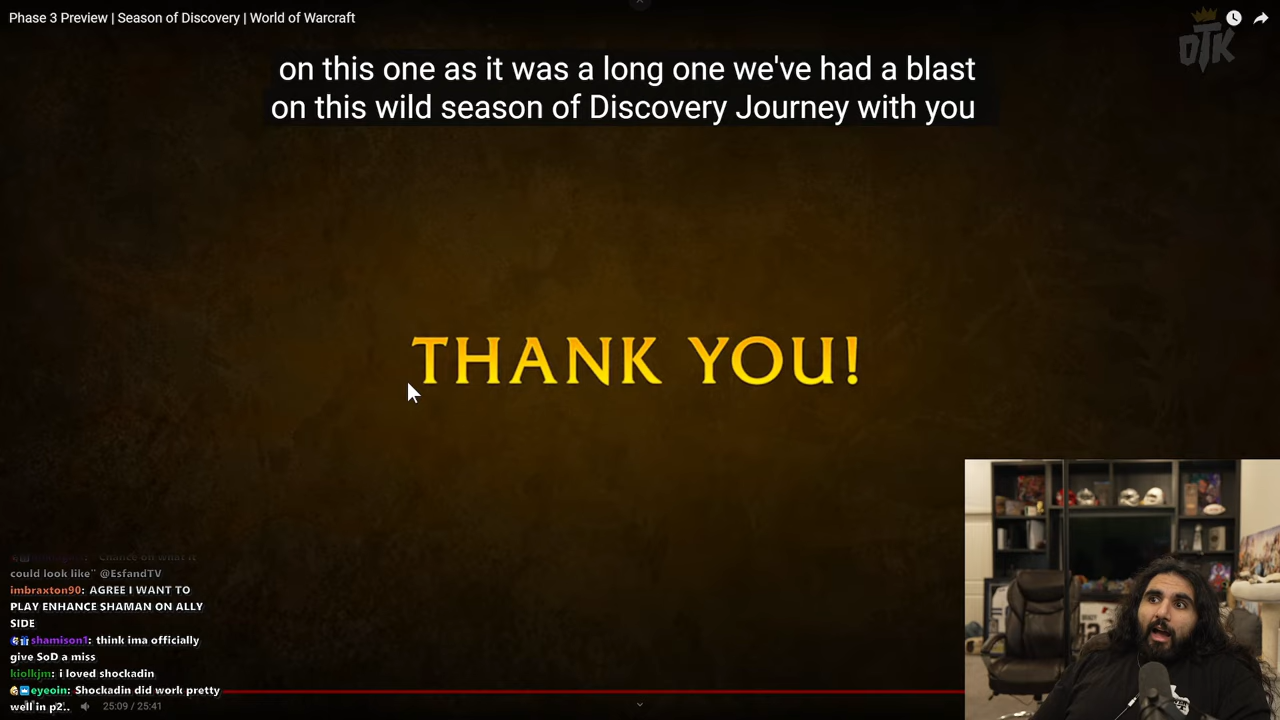 Phase 3 Preview | Season of Discovery | World of Warcraft
OTK
on this one as it was a long one we've had a blast
on this wild season of Discovery Journey with you
THANK YOU!
could look like" @EsfandTV
imbraxton90: AGREE I WANT TO
PLAY ENHANCE SHAMAN ON ALLY
SIDE
shamison1: think ima officially
give SoD a miss
kiolkjm: i loved shockadin
eyeoin: Shockadin did work pretty
well in p2..
25:09 / 25:41